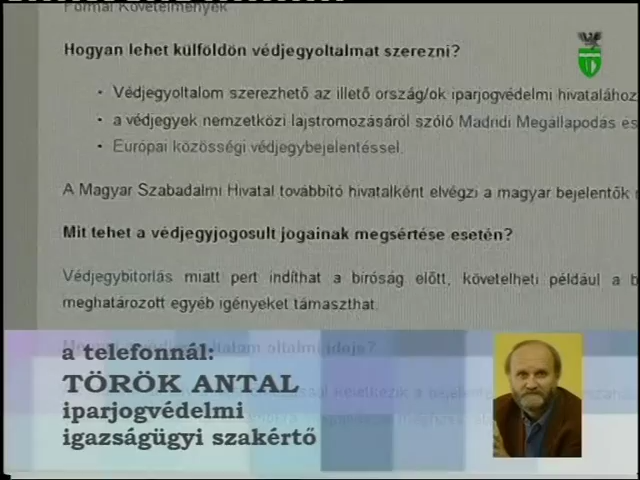 Formai Követelmények
Hogyan lehet külföldön védjegyoltalmat szerezni?
• Védjegyoltalom szerezhető az illető ország/ok iparjogvédelmi hivatalához
• a védjegyek nemzetközi lajstromozásáról szóló Madridi Megállapodás és
• Európai közösségi védjegybejelentéssel.
A Magyar Szabadalmi Hivatal továbbító hivatalként elvégzi a magyar bejelentők
Mit tehet a védjegyjogosult jogainak megsértése esetén?
Védjegybitorlás miatt pert indíthat a bíróság előtt, követelheti például a b
meghatározott egyéb igényeket támaszthat.
a telefonnál:
TÖRÖK ANTAL
iparjogvédelmi
igazságügyi szakértő